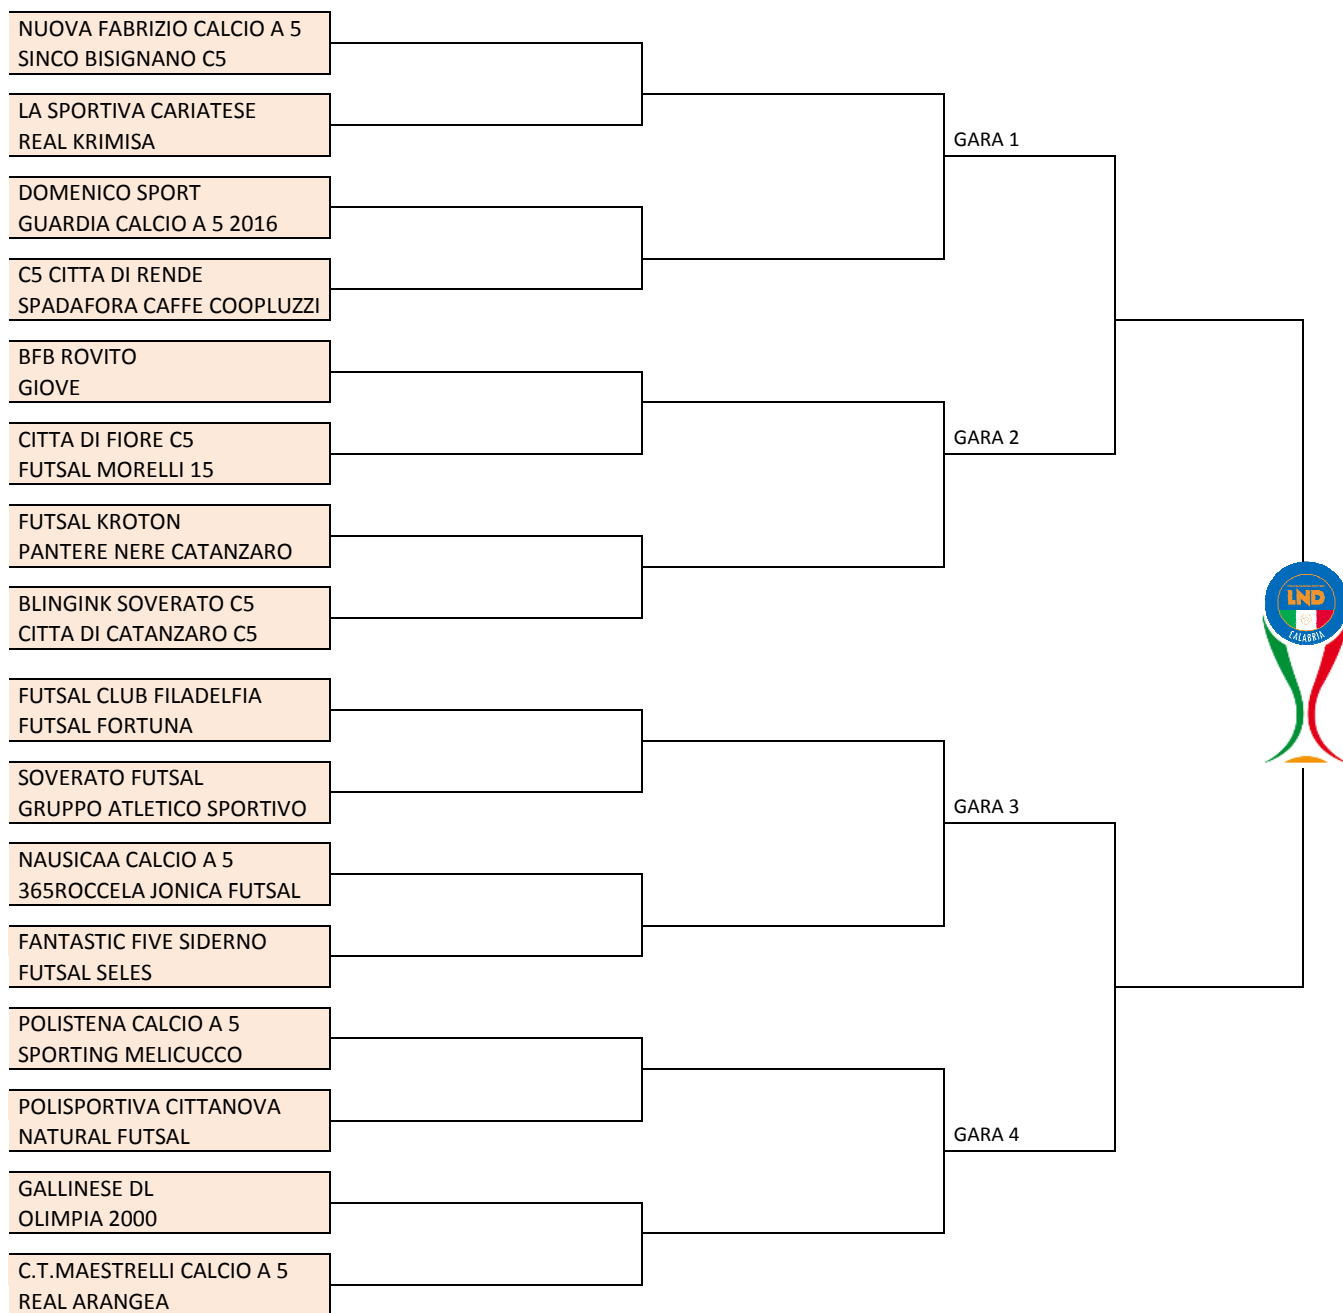 NUOVA FABRIZIO CALCIO A 5
SINCO BISIGNANO C5
LA SPORTIVA CARIATESE
REAL KRIMISA
GARA 1
DOMENICO SPORT
GUARDIA CALCIO A 5 2016
C5 CITTA DI RENDE
SPADAFORA CAFFE COOPLUZZI
BFB ROVITO
GIOVE
CITTA DI FIORE C5
FUTSAL MORELLI 15
GARA 2
FUTSAL KROTON
PANTERE NERE CATANZARO
BLINGINK SOVERATO C5
CITTA DI CATANZARO C5
LND
CALABRIA
FUTSAL CLUB FILADELFIA
FUTSAL FORTUNA
SOVERATO FUTSAL
GRUPPO ATLETICO SPORTIVO
GARA 3
NAUSICAA CALCIO A 5
365ROCCELA JONICA FUTSAL
FANTASTIC FIVE SIDERNO
FUTSAL SELES
POLISTENA CALCIO A 5
SPORTING MELICUCCO
POLISPORTIVA CITTANOVA
NATURAL FUTSAL
GARA 4
GALLINESE DL
OLIMPIA 2000
C.T.MAESTRELLI CALCIO A 5
REAL ARANGEA